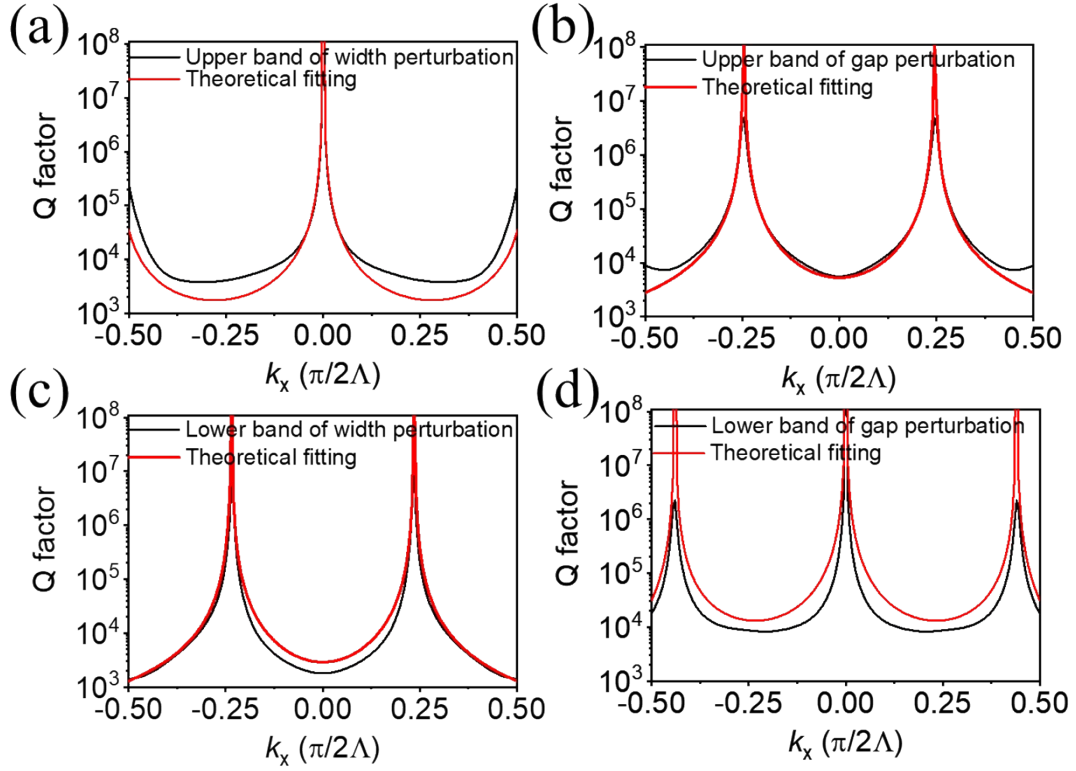 (a)
Upper band of width perturbation
Theoretical fitting
Q factor
10^8
10^7
10^6
10^5
10^4
10^3
-0.50 -0.25 0.00 0.25 0.50
k_x (π/2Λ)
(b)
Upper band of gap perturbation
Theoretical fitting
Q factor
10^8
10^7
10^6
10^5
10^4
10^3
-0.50 -0.25 0.00 0.25 0.50
k_x (π/2Λ)
(c)
Lower band of width perturbation
Theoretical fitting
Q factor
10^8
10^7
10^6
10^5
10^4
10^3
-0.50 -0.25 0.00 0.25 0.50
k_x (π/2Λ)
(d)
Lower band of gap perturbation
Theoretical fitting
Q factor
10^8
10^7
10^6
10^5
10^4
10^3
-0.50 -0.25 0.00 0.25 0.50
k_x (π/2Λ)